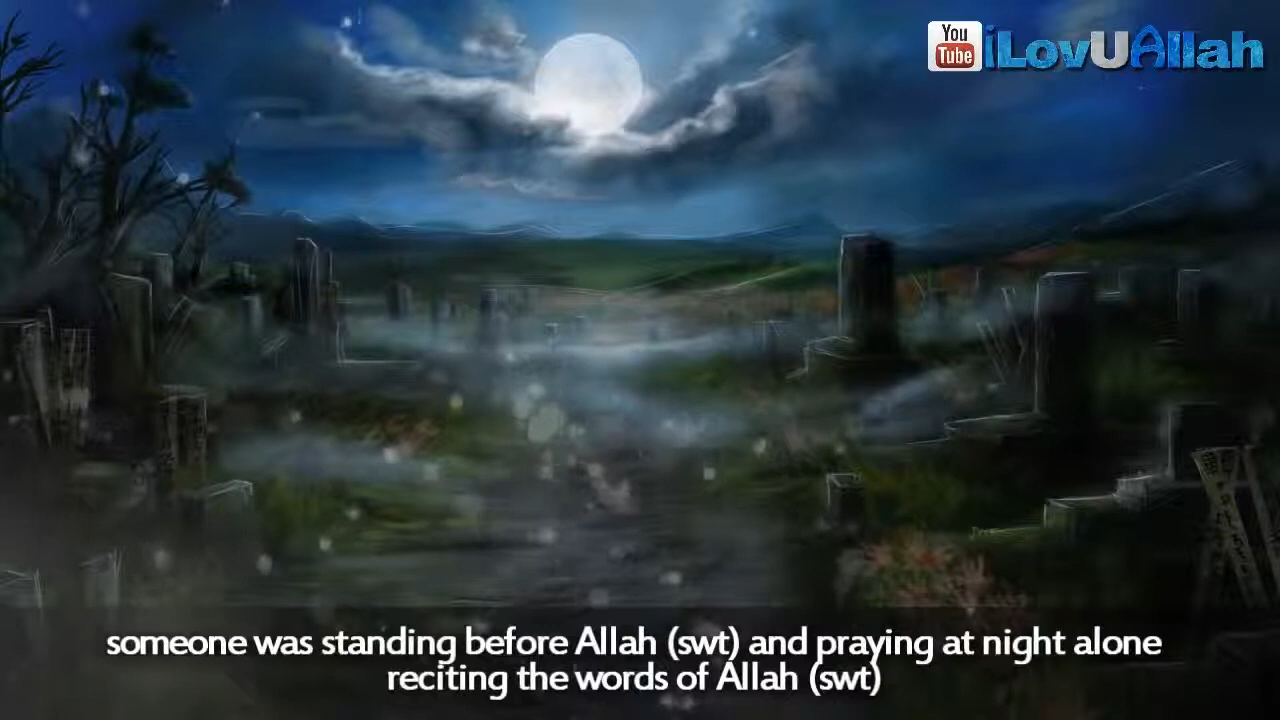 You
Tube
iLovUAllah
someone was standing before Allah (swt) and praying at night alone
reciting the words of Allah (swt)